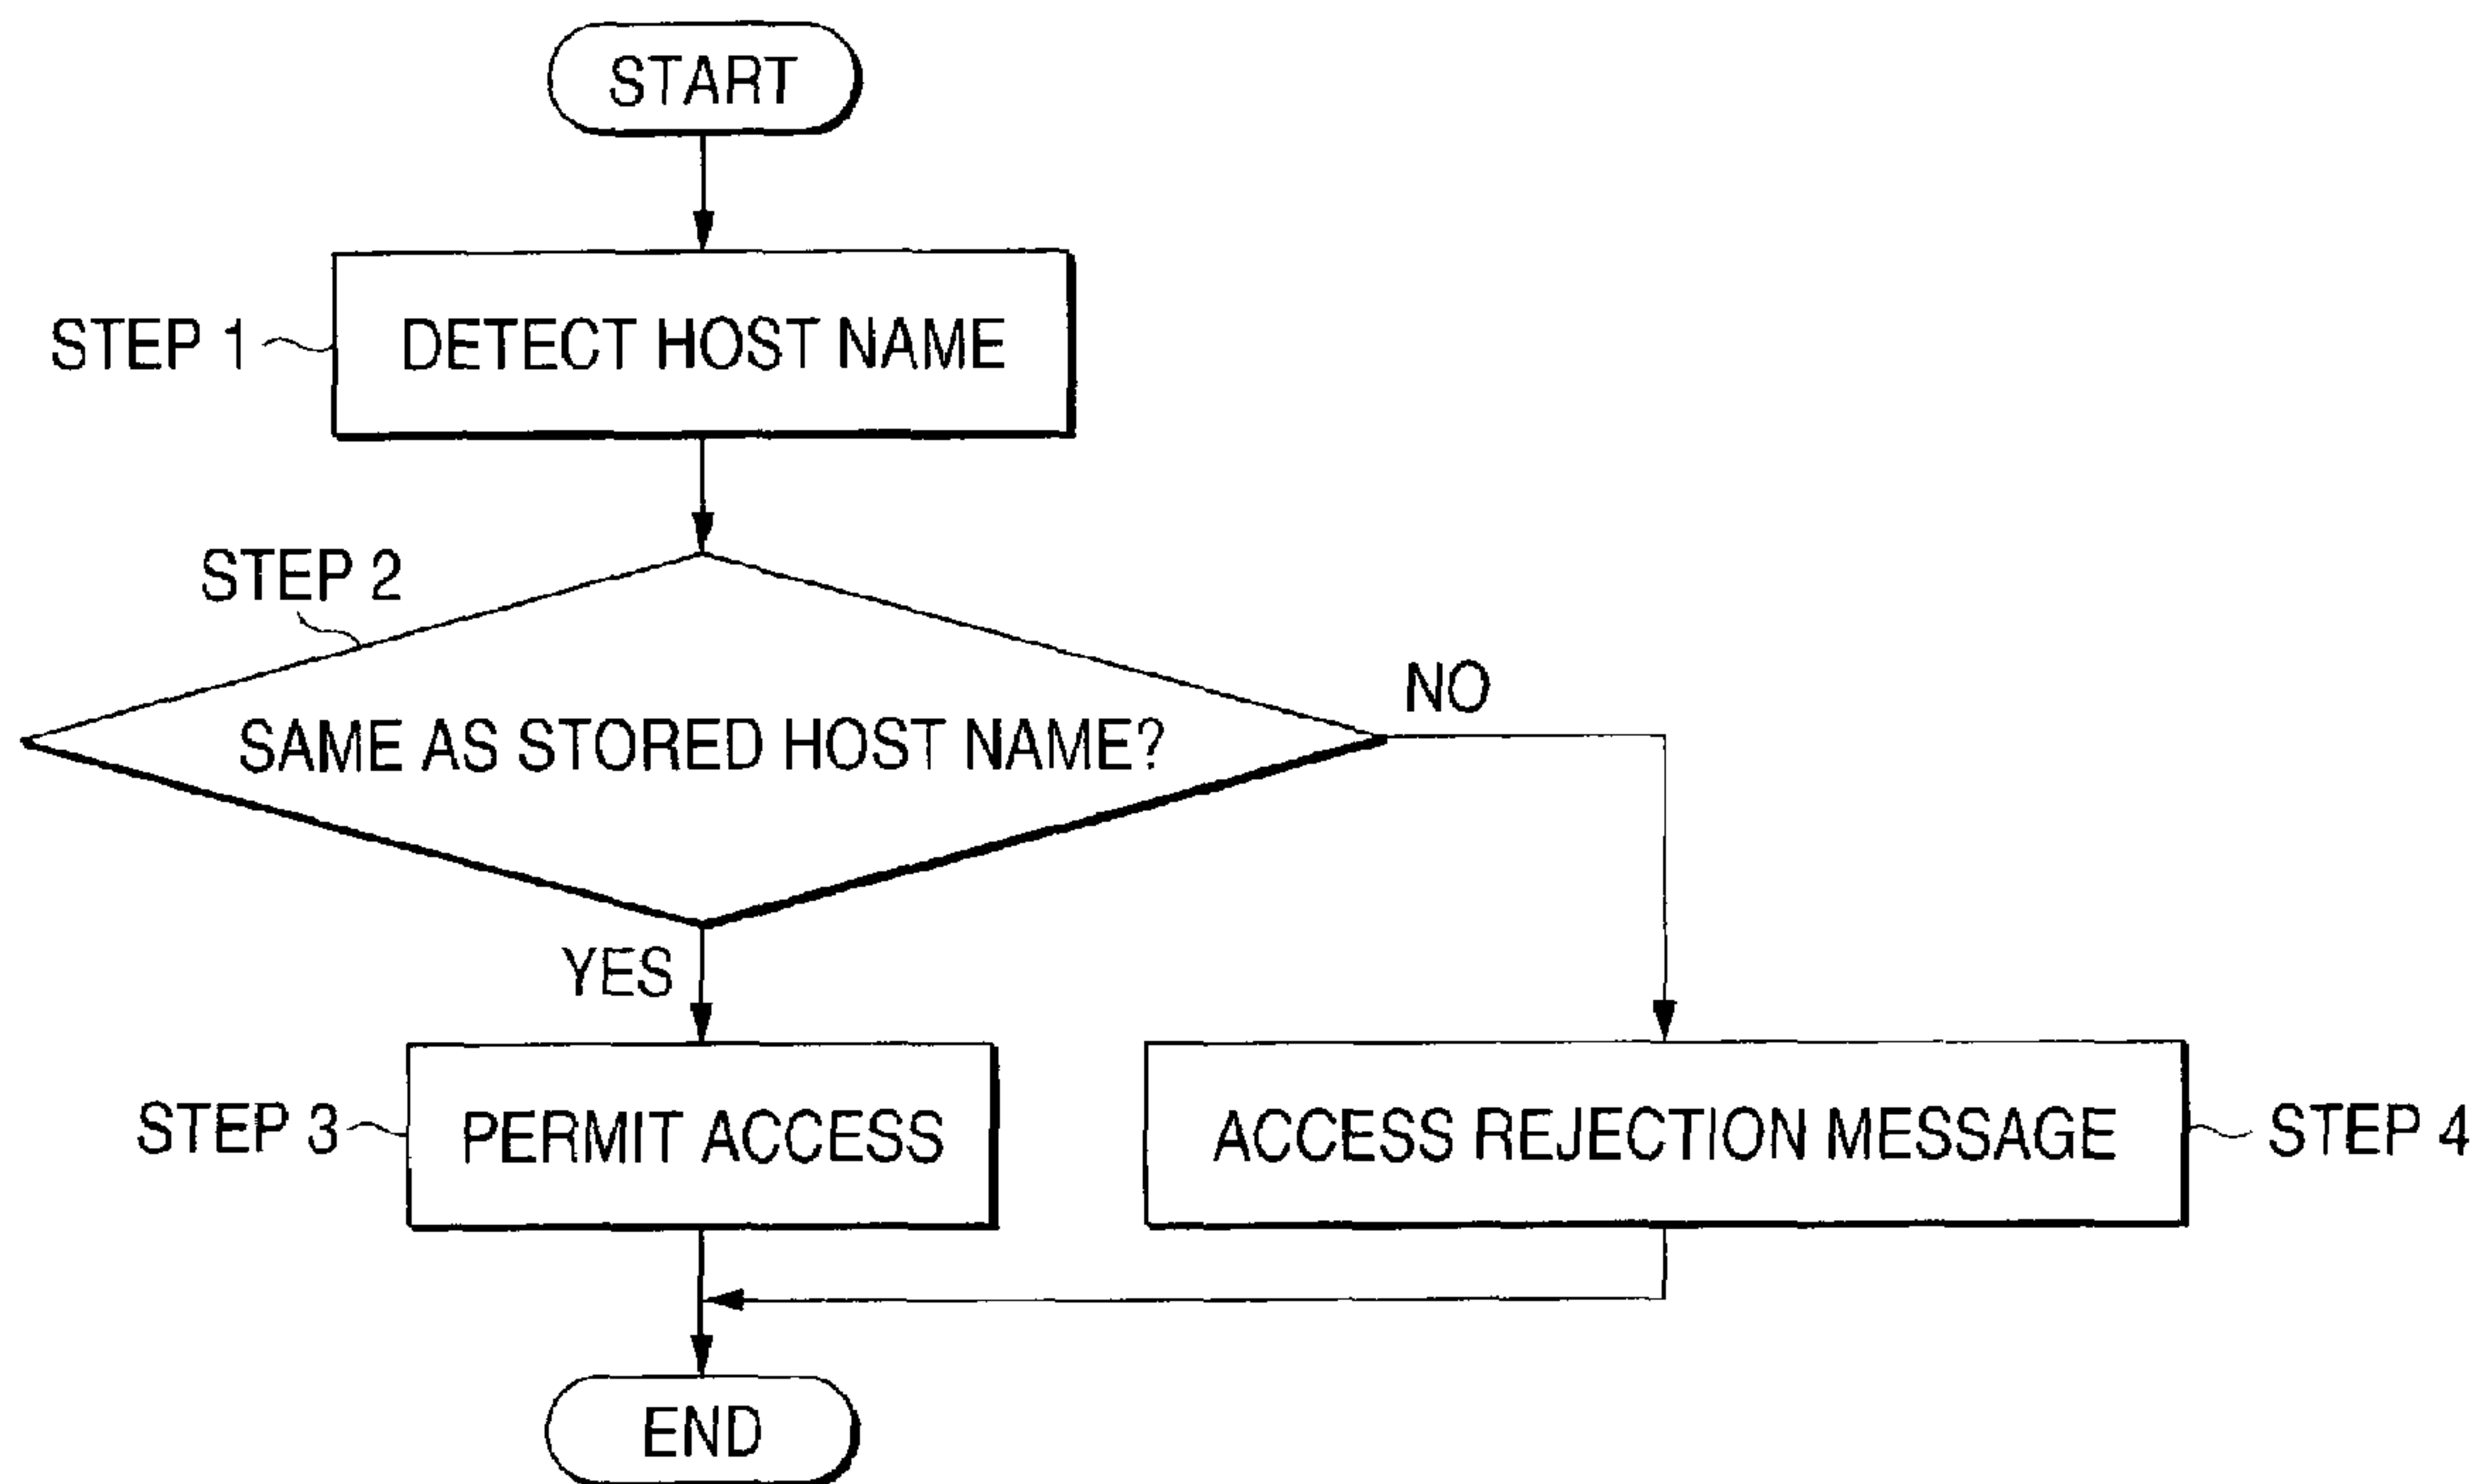 START
STEP 1
DETECT HOST NAME
STEP 2
SAME AS STORED HOST NAME?
NO
YES
STEP 3
PERMIT ACCESS
ACCESS REJECTION MESSAGE
STEP 4
END